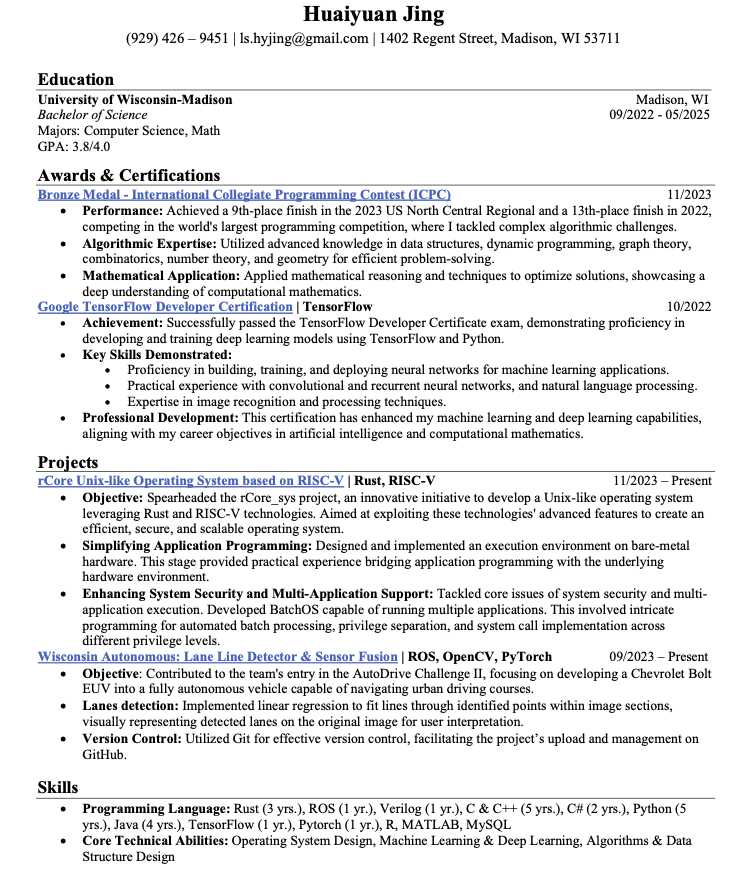 Huaiyuan Jing
(929) 426 – 9451 | ls.hyjing@gmail.com | 1402 Regent Street, Madison, WI 53711
Education
University of Wisconsin-Madison Madison, WI
Bachelor of Science 09/2022 - 05/2025
Majors: Computer Science, Math
GPA: 3.8/4.0
Awards & Certifications
Bronze Medal - International Collegiate Programming Contest (ICPC) 11/2023
• Performance: Achieved a 9th-place finish in the 2023 US North Central Regional and a 13th-place finish in 2022,
competing in the world's largest programming competition, where I tackled complex algorithmic challenges.
• Algorithmic Expertise: Utilized advanced knowledge in data structures, dynamic programming, graph theory,
combinatorics, number theory, and geometry for efficient problem-solving.
• Mathematical Application: Applied mathematical reasoning and techniques to optimize solutions, showcasing a
deep understanding of computational mathematics.
Google TensorFlow Developer Certification | TensorFlow 10/2022
• Achievement: Successfully passed the TensorFlow Developer Certificate exam, demonstrating proficiency in
developing and training deep learning models using TensorFlow and Python.
• Key Skills Demonstrated:
• Proficiency in building, training, and deploying neural networks for machine learning applications.
• Practical experience with convolutional and recurrent neural networks, and natural language processing.
• Expertise in image recognition and processing techniques.
• Professional Development: This certification has enhanced my machine learning and deep learning capabilities,
aligning with my career objectives in artificial intelligence and computational mathematics.
Projects
rCore Unix-like Operating System based on RISC-V | Rust, RISC-V 11/2023 – Present
• Objective: Spearheaded the rCore_sys project, an innovative initiative to develop a Unix-like operating system
leveraging Rust and RISC-V technologies. Aimed at exploiting these technologies' advanced features to create an
efficient, secure, and scalable operating system.
• Simplifying Application Programming: Designed and implemented an execution environment on bare-metal
hardware. This stage provided practical experience bridging application programming with the underlying
hardware environment.
• Enhancing System Security and Multi-Application Support: Tackled core issues of system security and multi-
application execution. Developed BatchOS capable of running multiple applications. This involved intricate
programming for automated batch processing, privilege separation, and system call implementation across
different privilege levels.
Wisconsin Autonomous: Lane Line Detector & Sensor Fusion | ROS, OpenCV, PyTorch 09/2023 – Present
• Objective: Contributed to the team's entry in the AutoDrive Challenge II, focusing on developing a Chevrolet Bolt
EUV into a fully autonomous vehicle capable of navigating urban driving courses.
• Lanes detection: Implemented linear regression to fit lines through identified points within image sections,
visually representing detected lanes on the original image for user interpretation.
• Version Control: Utilized Git for effective version control, facilitating the project’s upload and management on
GitHub.
Skills
• Programming Language: Rust (3 yrs.), ROS (1 yr.), Verilog (1 yr.), C & C++ (5 yrs.), C# (2 yrs.), Python (5
yrs.), Java (4 yrs.), TensorFlow (1 yr.), Pytorch (1 yr.), R, MATLAB, MySQL
• Core Technical Abilities: Operating System Design, Machine Learning & Deep Learning, Algorithms & Data
Structure Design